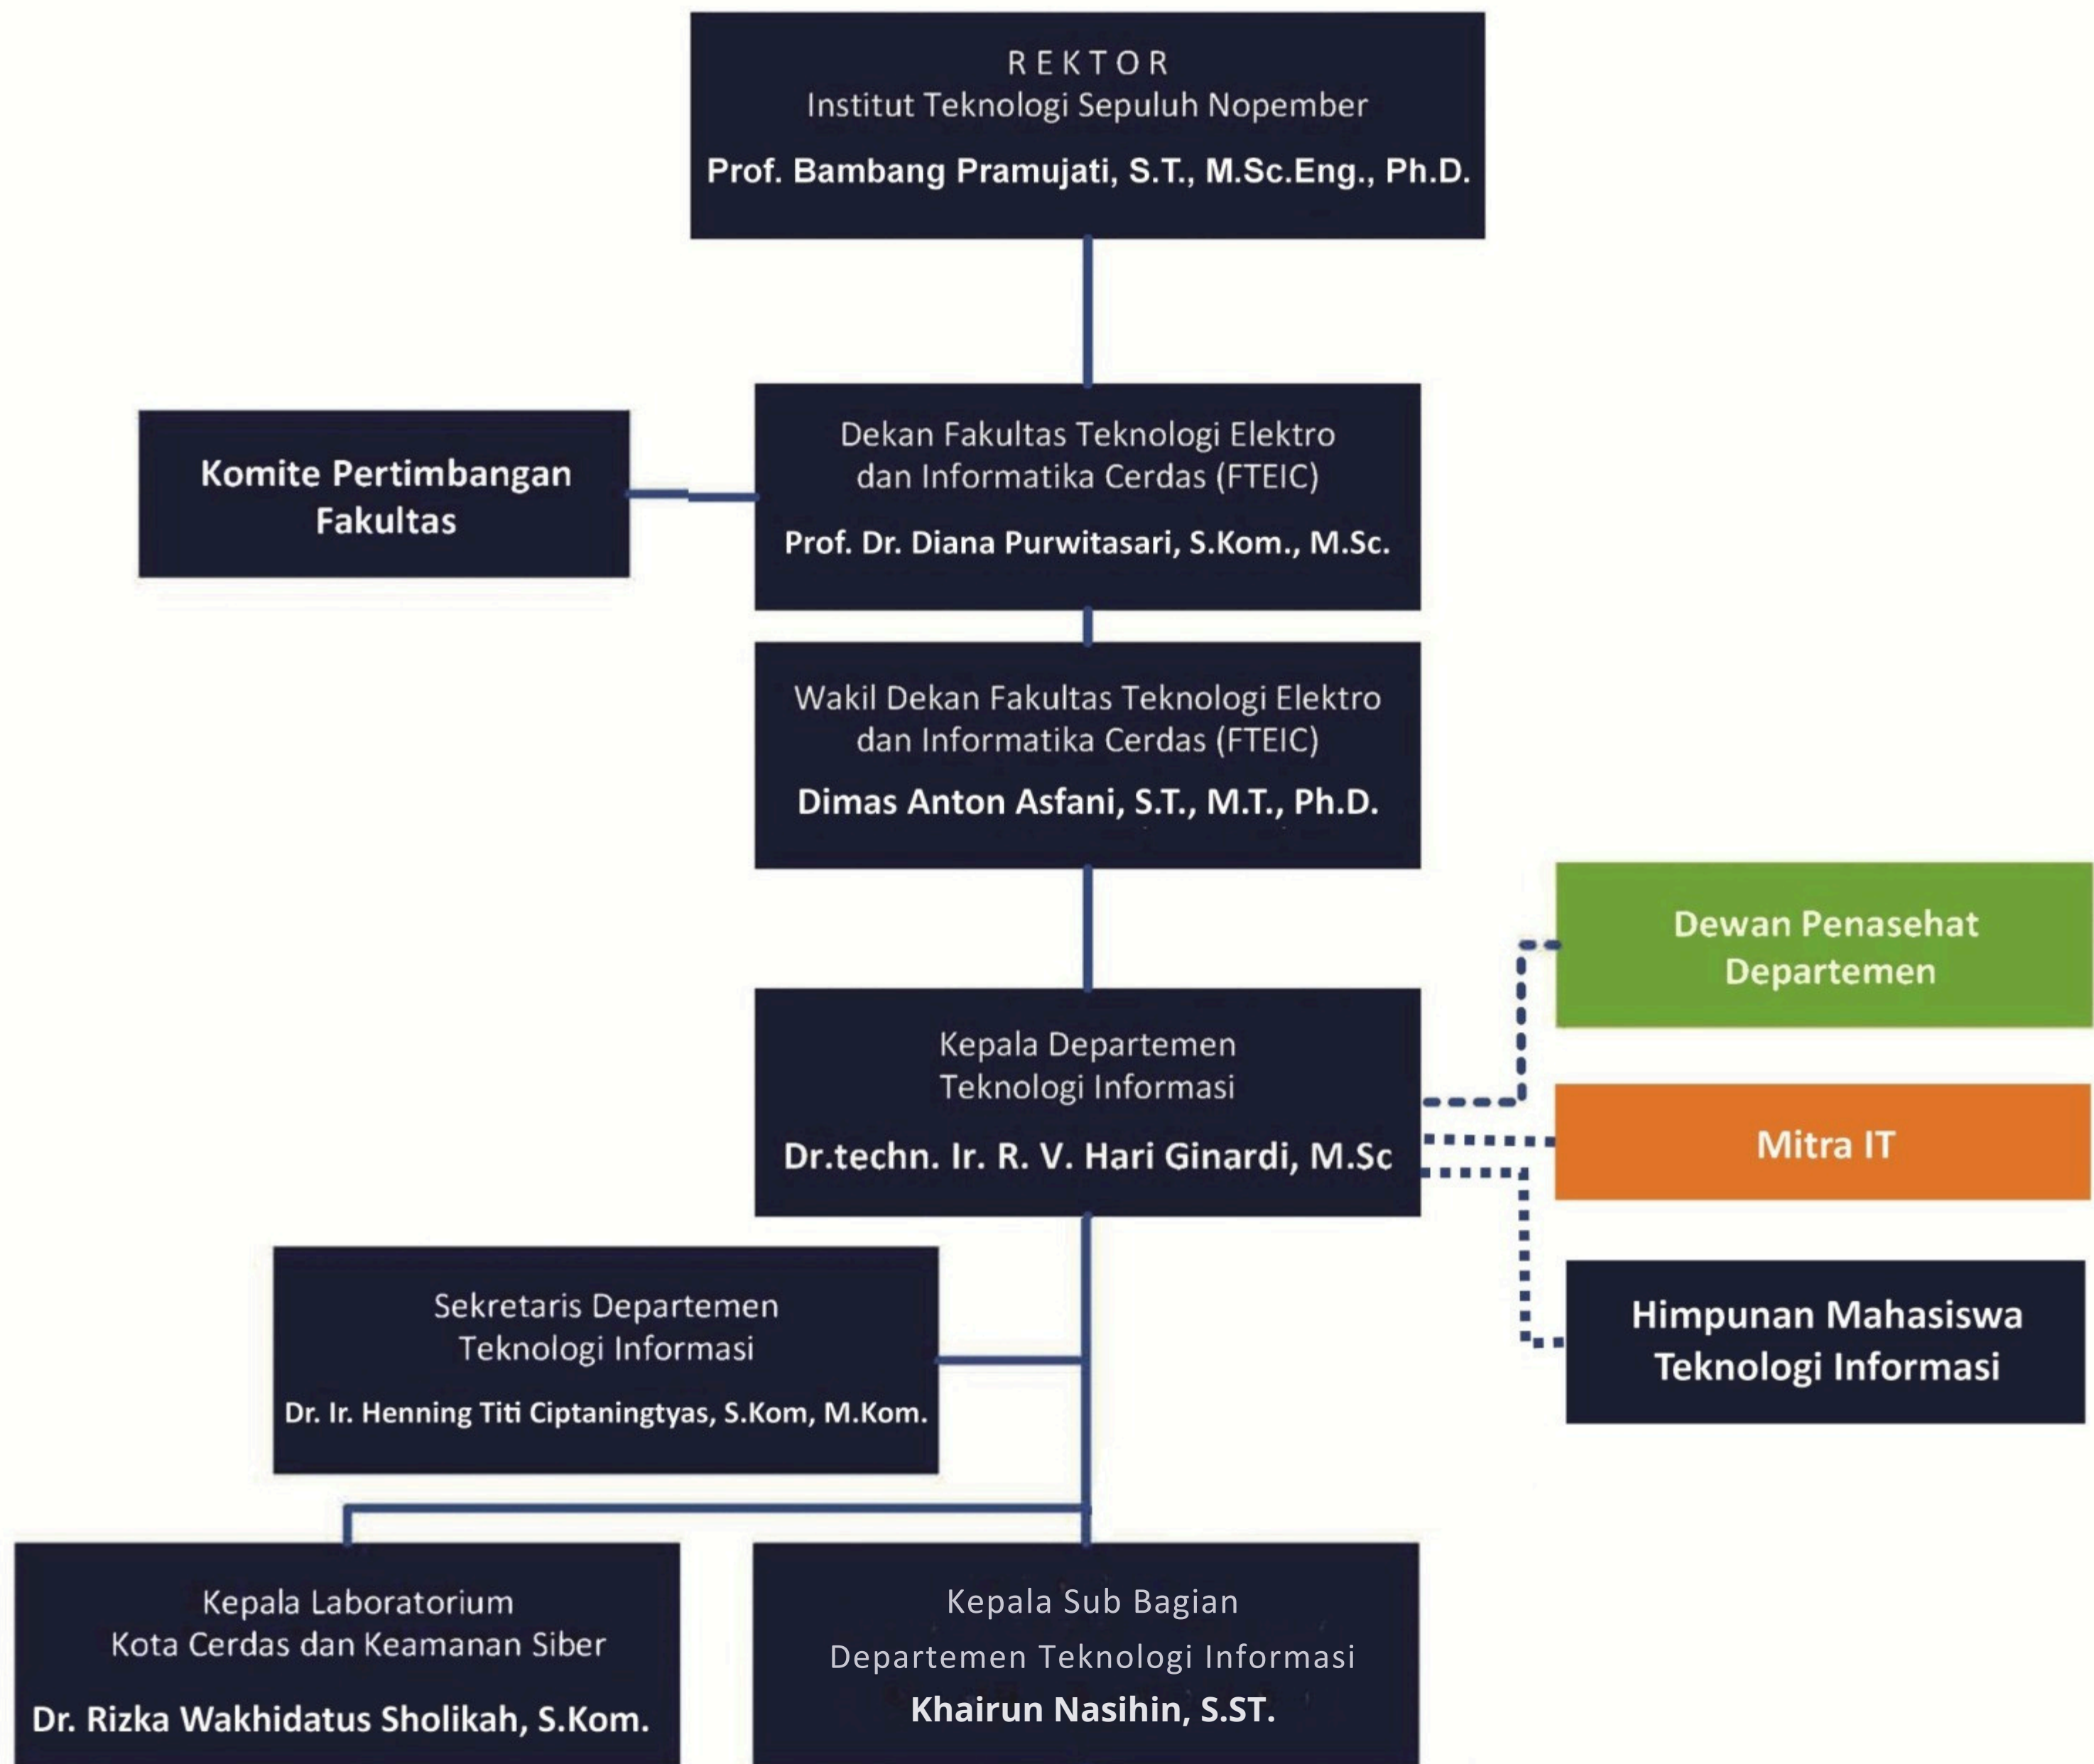 R E K T O R
Institut Teknologi Sepuluh Nopember
Prof. Bambang Pramujati, S.T., M.Sc.Eng., Ph.D.
Komite Pertimbangan
Fakultas
Dekan Fakultas Teknologi Elektro
dan Informatika Cerdas (FTEIC)
Prof. Dr. Diana Purwitasari, S.Kom., M.Sc.
Wakil Dekan Fakultas Teknologi Elektro
dan Informatika Cerdas (FTEIC)
Dimas Anton Asfani, S.T., M.T., Ph.D.
Dewan Penasehat
Departemen
Kepala Departemen
Teknologi Informasi
Dr.techn. Ir. R. V. Hari Ginardi, M.Sc
Mitra IT
Himpunan Mahasiswa
Teknologi Informasi
Sekretaris Departemen
Teknologi Informasi
Dr. Ir. Henning Titi Ciptaningtyas, S.Kom, M.Kom.
Kepala Laboratorium
Kota Cerdas dan Keamanan Siber
Dr. Rizka Wakhidatus Sholikah, S.Kom.
Kepala Sub Bagian
Departemen Teknologi Informasi
Khairun Nasihin, S.ST.